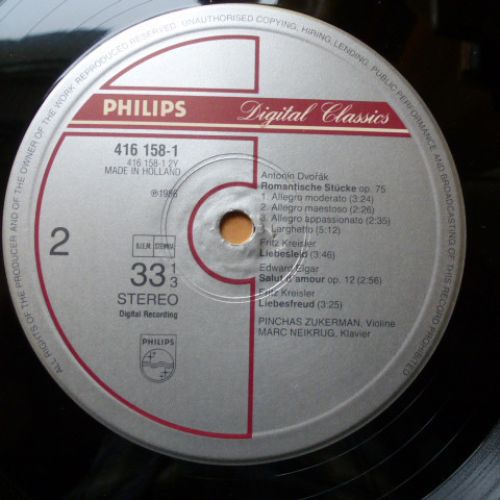 ALL RIGHTS OF THE PRODUCER AND OF THE OWNER OF THE WORK REPRODUCED RESERVED. UNAUTHORISED COPYING, HIRING, LENDING, PUBLIC PERFORMANCE AND BROADCASTING OF THIS RECORD PROHIBITED
PHILIPS
Digital Classics
416 158-1
416 158-1 2Y
MADE IN HOLLAND
℗1986
2
B.I.E.M. STEMRA
33 1/3
STEREO
Digital Recording
PHILIPS
Antonín Dvořák
Romantische Stücke op. 75
1. Allegro moderato (3:24)
2. Allegro maestoso (2:26)
3. Allegro appassionato (2:35)
4. Larghetto (5:12)
Fritz Kreisler
Liebesleid (3:46)
Edward Elgar
Salut d'amour op. 12 (2:56)
Fritz Kreisler
Liebesfreud (3:25)
PINCHAS ZUKERMAN, Violine
MARC NEIKRUG, Klavier